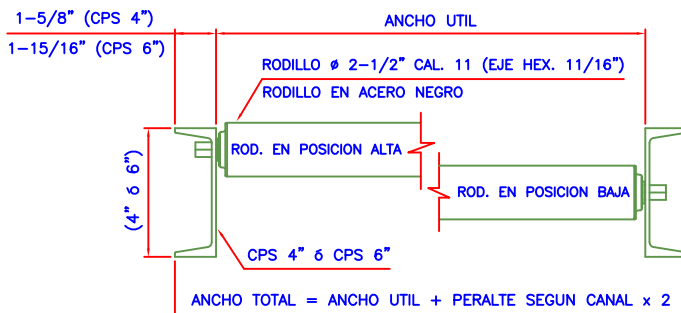 1-5/8" (CPS 4")
1-15/16" (CPS 6")
ANCHO UTIL
RODILLO ø 2-1/2" CAL. 11 (EJE HEX. 11/16")
RODILLO EN ACERO NEGRO
ROD. EN POSICION ALTA
ROD. EN POSICION BAJA
(4" ó 6")
CPS 4" ó CPS 6"
ANCHO TOTAL = ANCHO UTIL + PERALTE SEGUN CANAL x 2